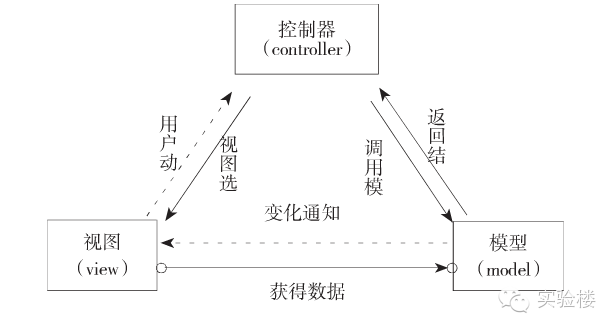 控制器
(controller)
用户动
视图选
调用模
返回结
变化通知
视图
(view)
模型
(model)
获得数据
实验楼